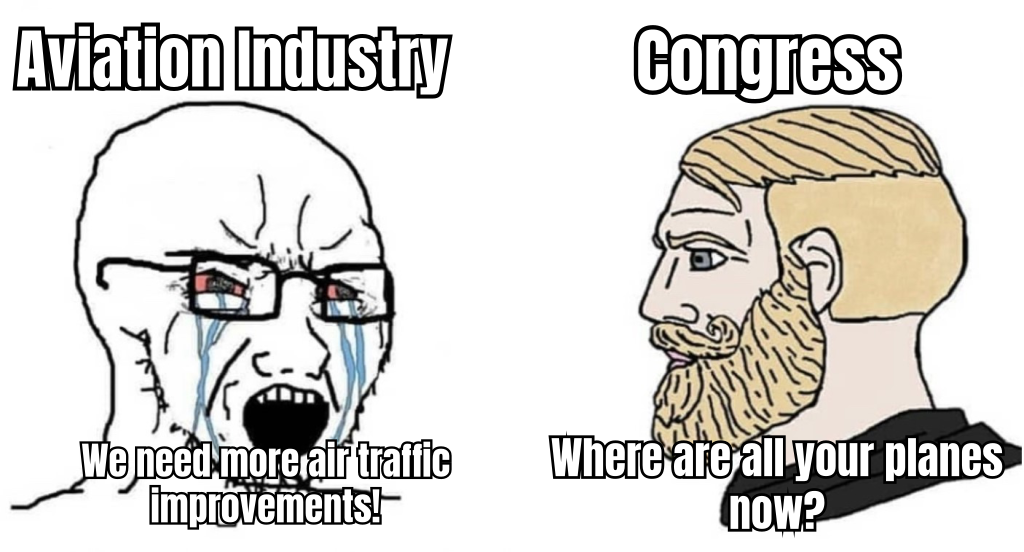 Aviation Industry
Congress
We need more air traffic
improvements!
Where are all your planes
now?